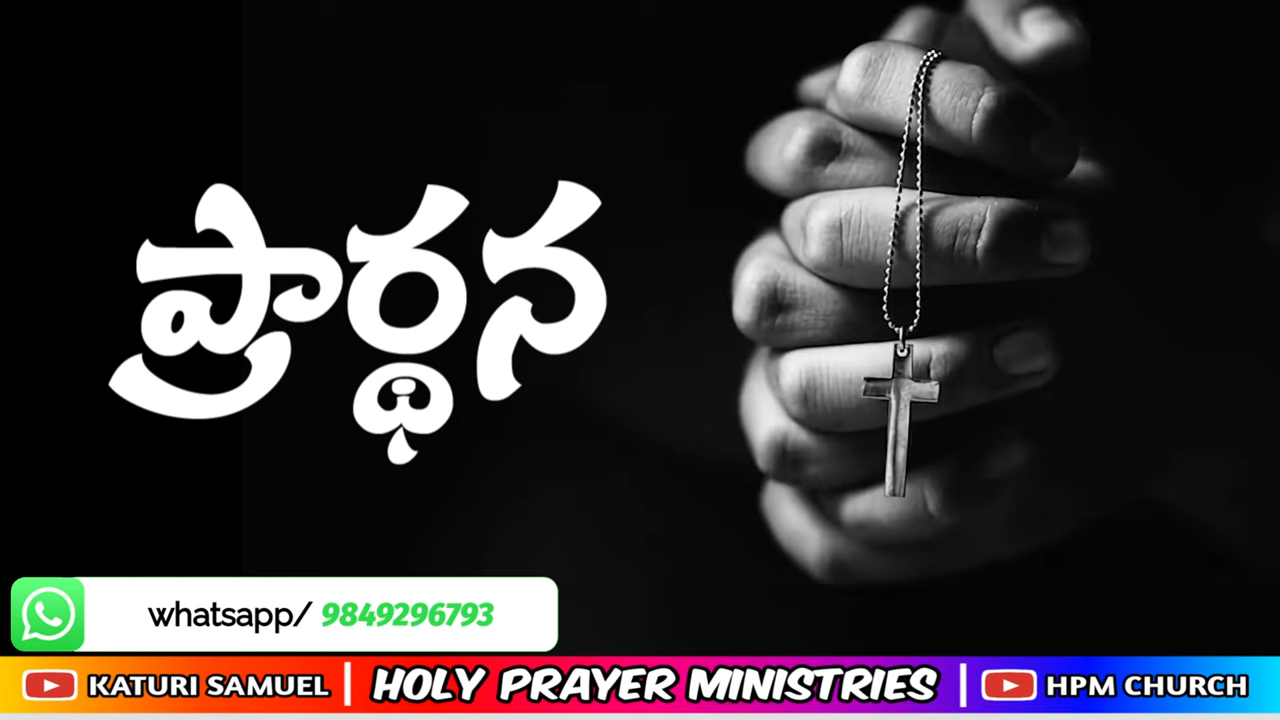 ప్రార్థన
whatsapp/ 9849296793
KATURI SAMUEL | HOLY PRAYER MINISTRIES | HPM CHURCH